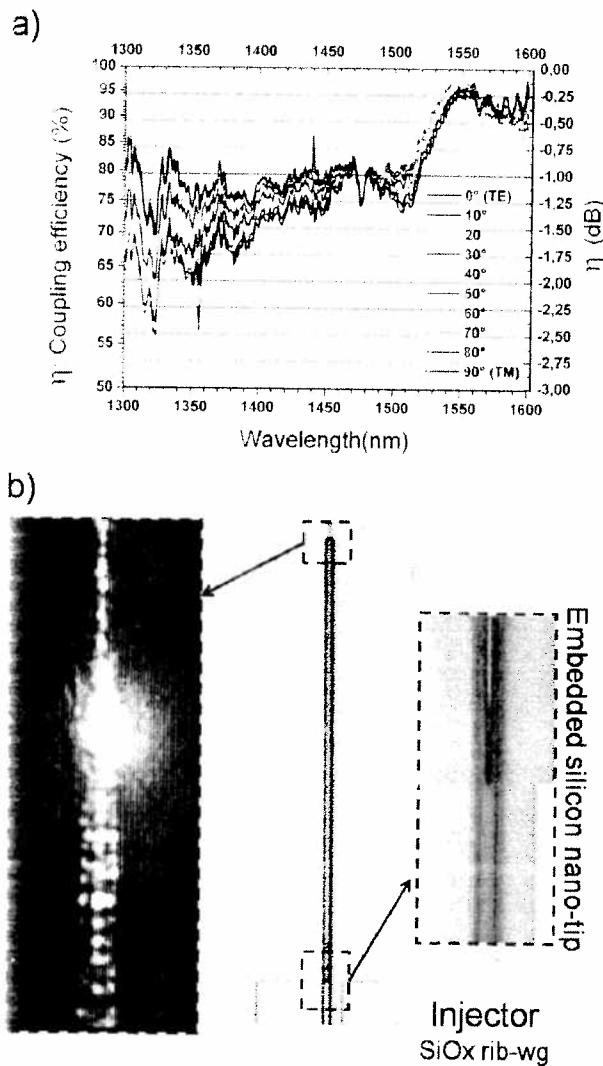 a)
1300 1350 1400 1450 1500 1550 1600
100
95
90
85
80
75
70
65
60
55
50
η: Coupling efficiency (%)
0,00
-0,25
-0,50
-0,75
-1,00
-1,25
-1,50
-1,75
-2,00
-2,25
-2,50
-2,75
-3,00
η (dB)
0° (TE)
10°
20
30°
40°
50°
60°
70°
80°
90° (TM)
1300 1350 1400 1450 1500 1550 1600
Wavelength(nm)
b)
Embedded silicon nano-tip
Injector
SiOx rib-wg